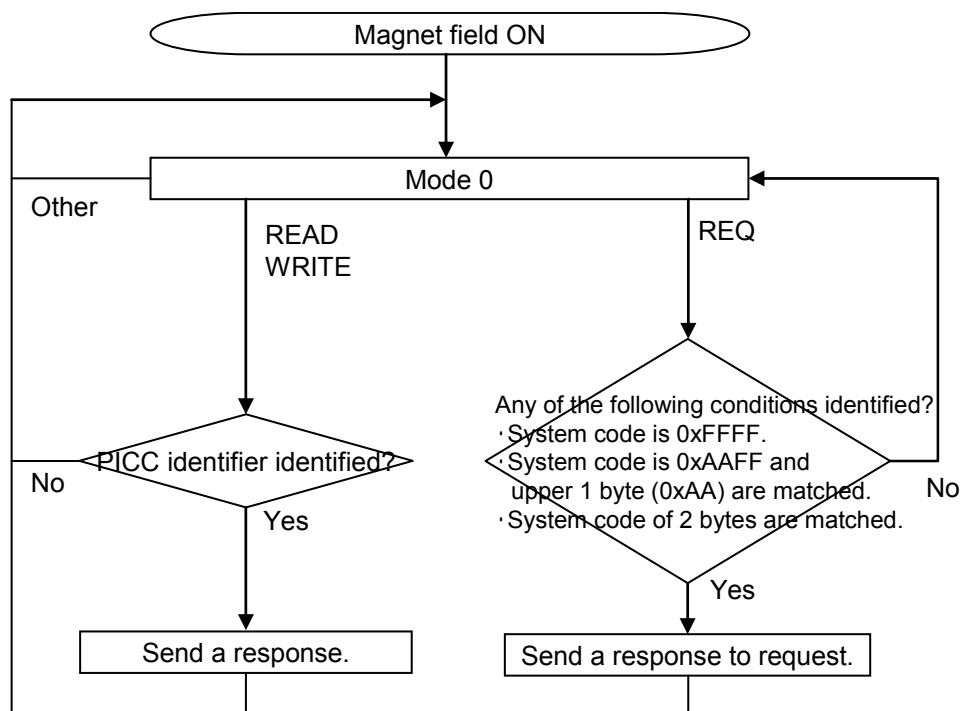 Magnet field ON
Mode 0
Other
READ
WRITE
REQ
Any of the following conditions identified?
·System code is 0xFFFF.
·System code is 0xAAFF and
upper 1 byte (0xAA) are matched.
·System code of 2 bytes are matched.
PICC identifier identified?
No
No
Yes
Yes
Send a response.
Send a response to request.